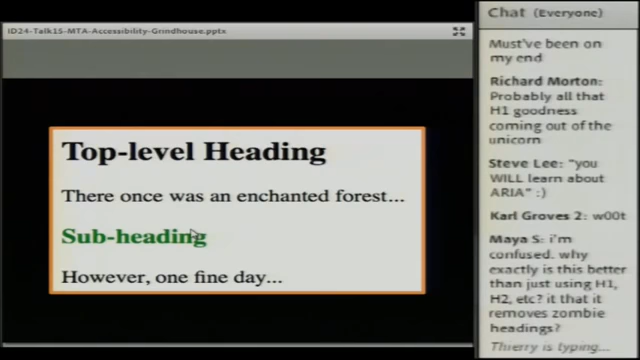 ID24-Talk15-MTA-Accessibility-Grindhouse.pptx
Top-level Heading
There once was an enchanted forest...
Sub-heading
However, one fine day...
Chat (Everyone)
Must've been on
my end
Richard Morton:
Probably all that
H1 goodness
coming out of the
unicorn
Steve Lee: "you
WILL learn about
ARIA" :)
Karl Groves 2: w00t
Maya S: i'm
confused. why
exactly is this better
than just using H1,
H2, etc? it that it
removes zombie
headings?
Thierry is typing...